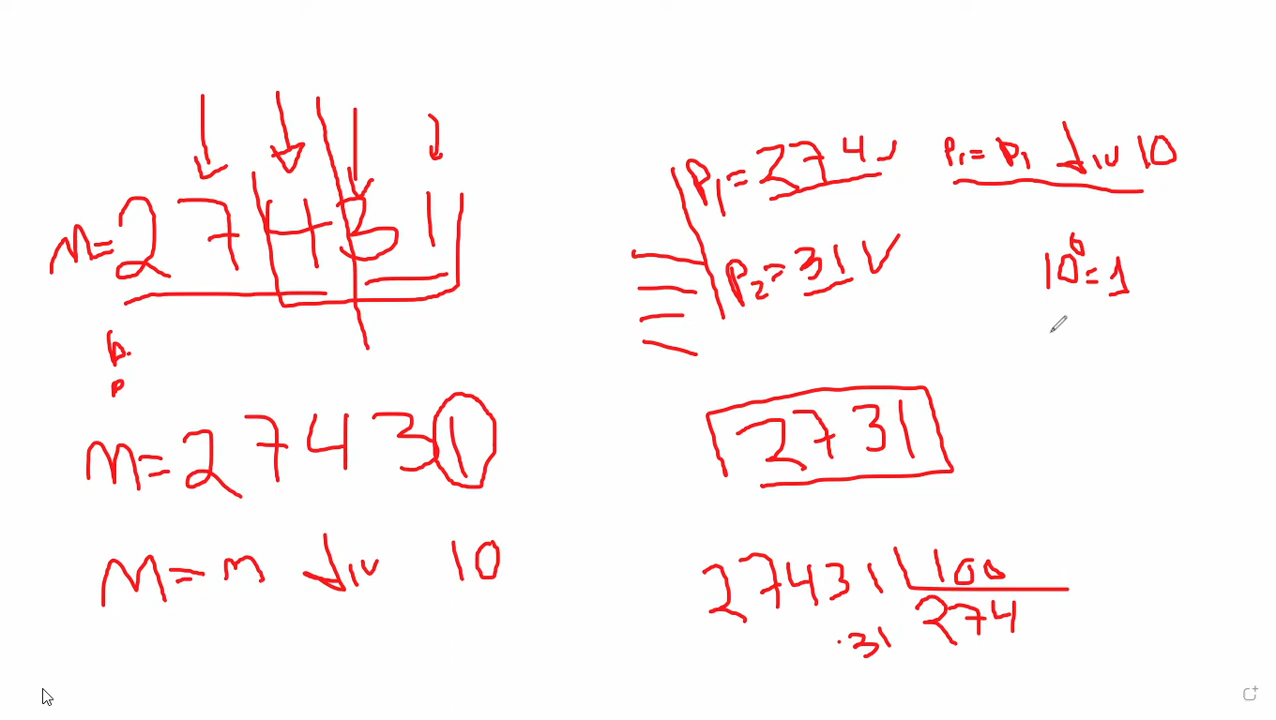 n=27431
p.
p
n=27431
n=n div 10
p1=274
p2=31
p1=p1 div 10
10^0=1
2731
27431 100
31 274